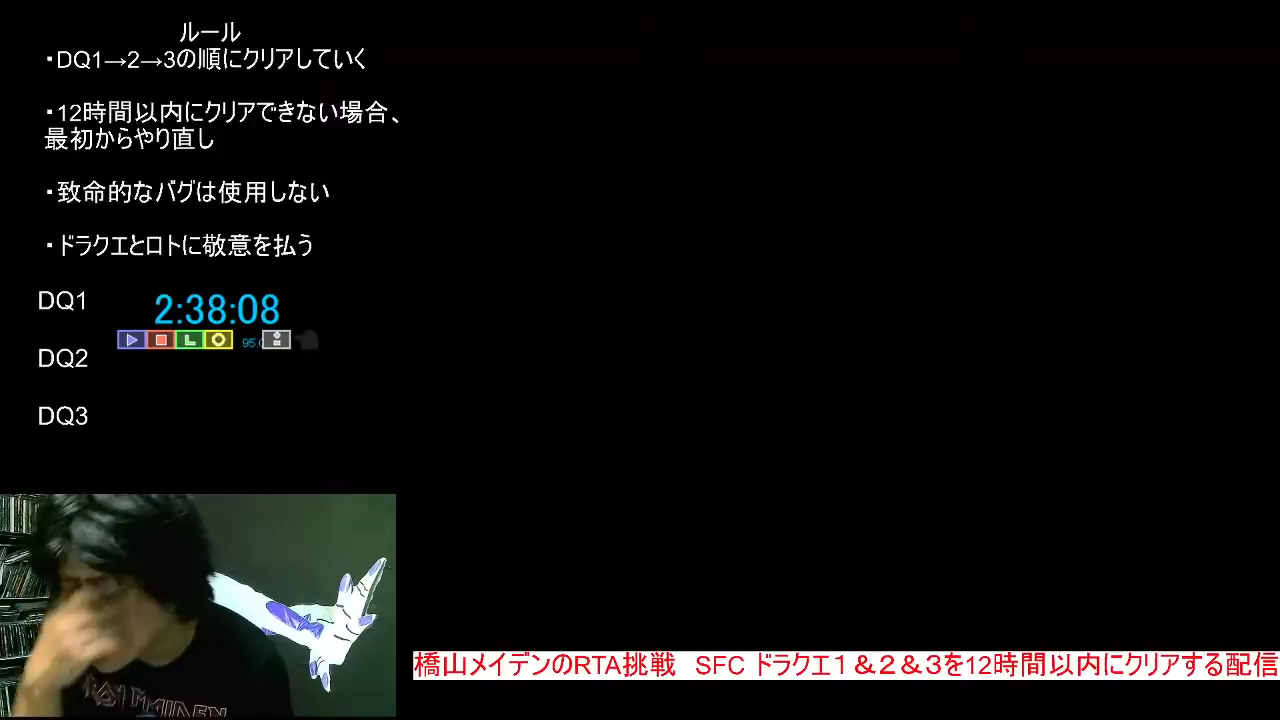 ルール
・DQ1→2→3の順にクリアしていく
・12時間以内にクリアできない場合、
最初からやり直し
・致命的なバグは使用しない
・ドラクエとロトに敬意を払う
DQ1
2:38:08
95.
DQ2
DQ3
IRON MAIDEN
橋山メイデンのRTA挑戦　SFC ドラクエ１＆２＆３を12時間以内にクリアする配信